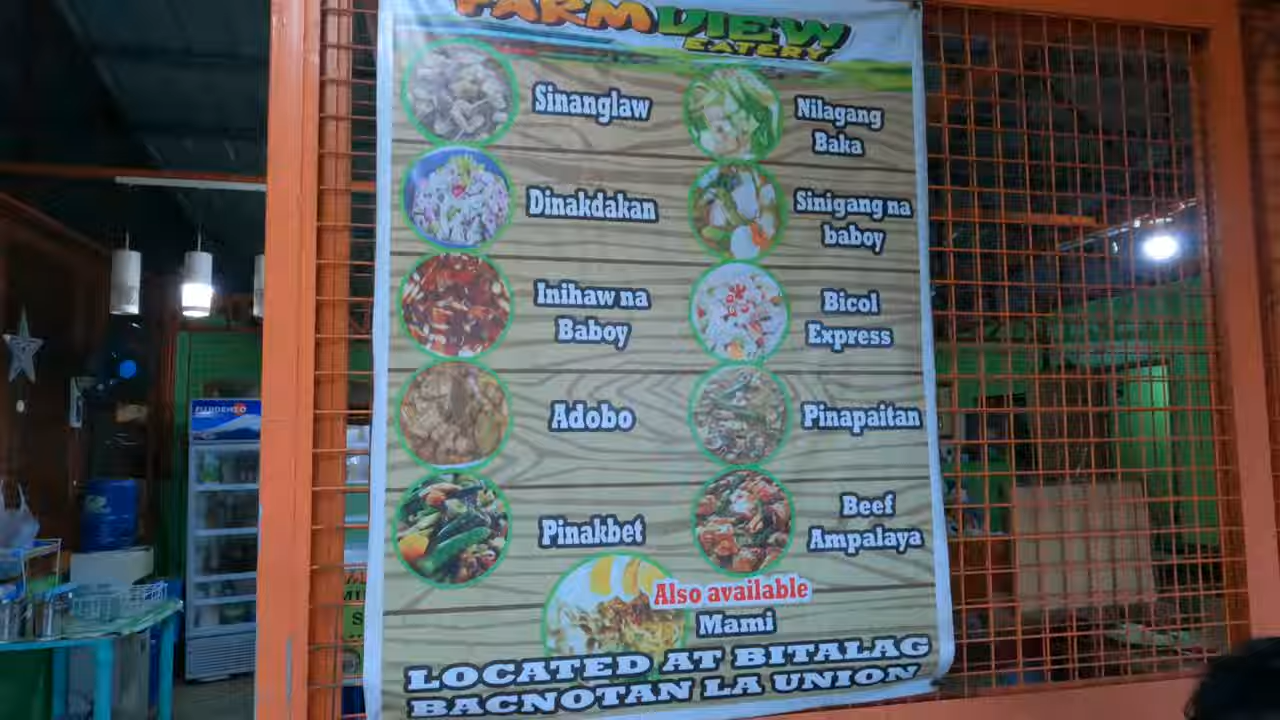 FARMVIEW
EATERY
Sinanglaw
Nilagang
Baka
Dinakdakan
Sinigang na
baboy
Inihaw na
Baboy
Bicol
Express
Adobo
Pinapaitan
Pinakbet
Beef
Ampalaya
Also available
Mami
LOCATED AT BITALAG
BACNOTAN LA UNION